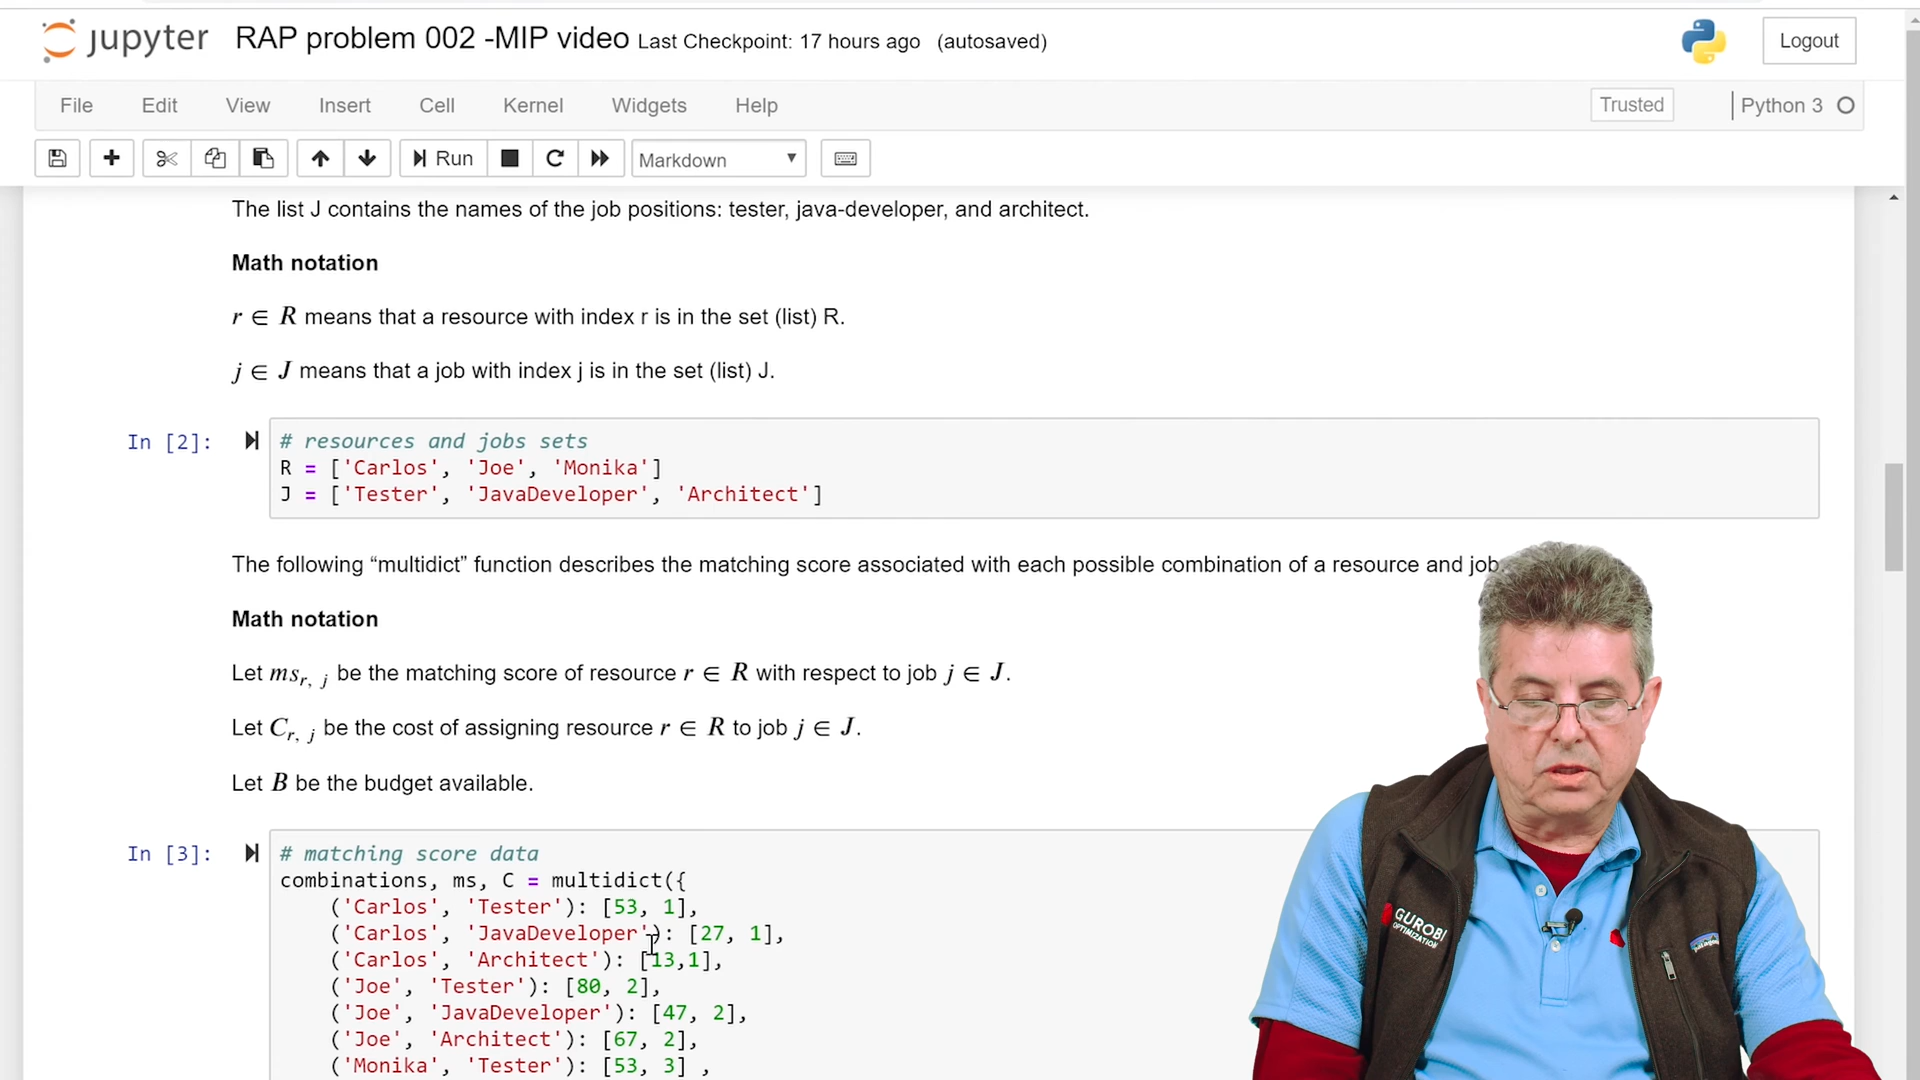 jupyter RAP problem 002 -MIP video Last Checkpoint: 17 hours ago (autosaved) Logout
File Edit View Insert Cell Kernel Widgets Help Trusted Python 3
Run Markdown
The list J contains the names of the job positions: tester, java-developer, and architect.
Math notation
r ∈ R means that a resource with index r is in the set (list) R.
j ∈ J means that a job with index j is in the set (list) J.
In [2]: # resources and jobs sets
R = ['Carlos', 'Joe', 'Monika']
J = ['Tester', 'JavaDeveloper', 'Architect']
The following “multidict” function describes the matching score associated with each possible combination of a resource and job
Math notation
Let ms_{r, j} be the matching score of resource r ∈ R with respect to job j ∈ J.
Let C_{r, j} be the cost of assigning resource r ∈ R to job j ∈ J.
Let B be the budget available.
In [3]: # matching score data
combinations, ms, C = multidict({
('Carlos', 'Tester'): [53, 1],
('Carlos', 'JavaDeveloper'): [27, 1],
('Carlos', 'Architect'): [13,1],
('Joe', 'Tester'): [80, 2],
('Joe', 'JavaDeveloper'): [47, 2],
('Joe', 'Architect'): [67, 2],
('Monika', 'Tester'): [53, 3] ,
GUROBI
OPTIMIZATION
patagonia